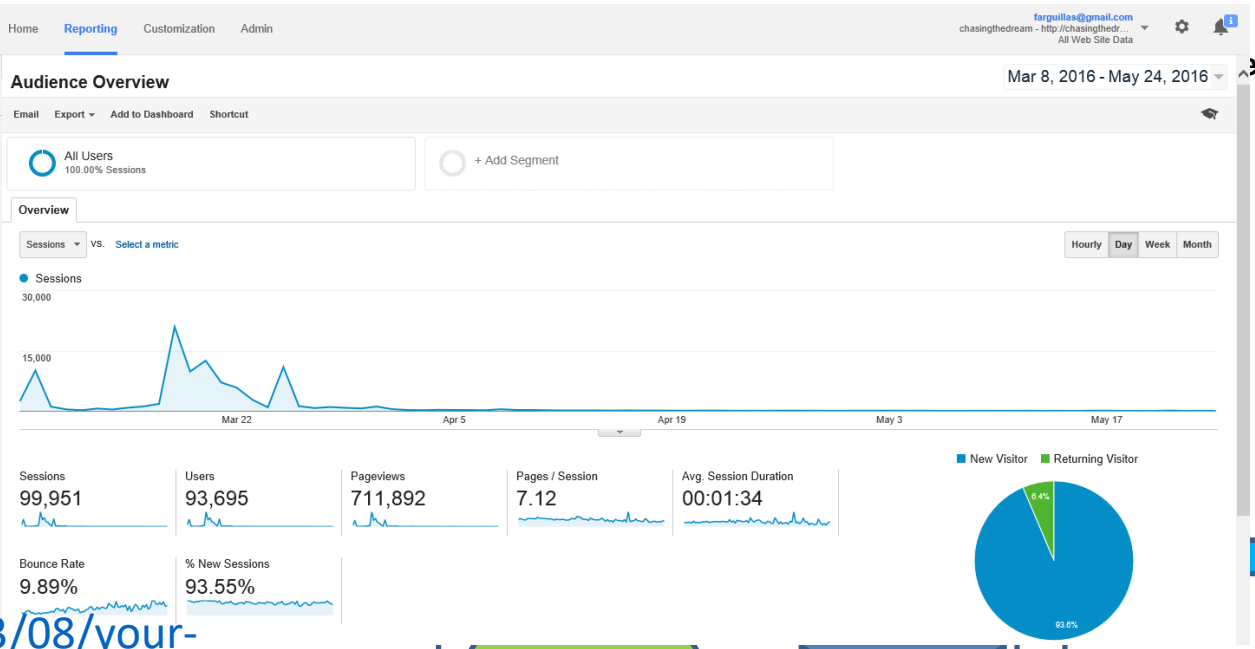 Home Reporting Customization Admin
farguillas@gmail.com
chasingthedream - http://chasingthedr...
All Web Site Data
1
Audience Overview
Mar 8, 2016 - May 24, 2016
Email Export Add to Dashboard Shortcut
All Users
100.00% Sessions
+ Add Segment
Overview
Sessions VS. Select a metric
Hourly Day Week Month
Sessions
30,000
15,000
Mar 22 Apr 5 Apr 19 May 3 May 17
New Visitor Returning Visitor
Sessions
99,951
Users
93,695
Pageviews
711,892
Pages / Session
7.12
Avg. Session Duration
00:01:34
6.4%
93.6%
Bounce Rate
9.89%
% New Sessions
93.55%
/08/your-